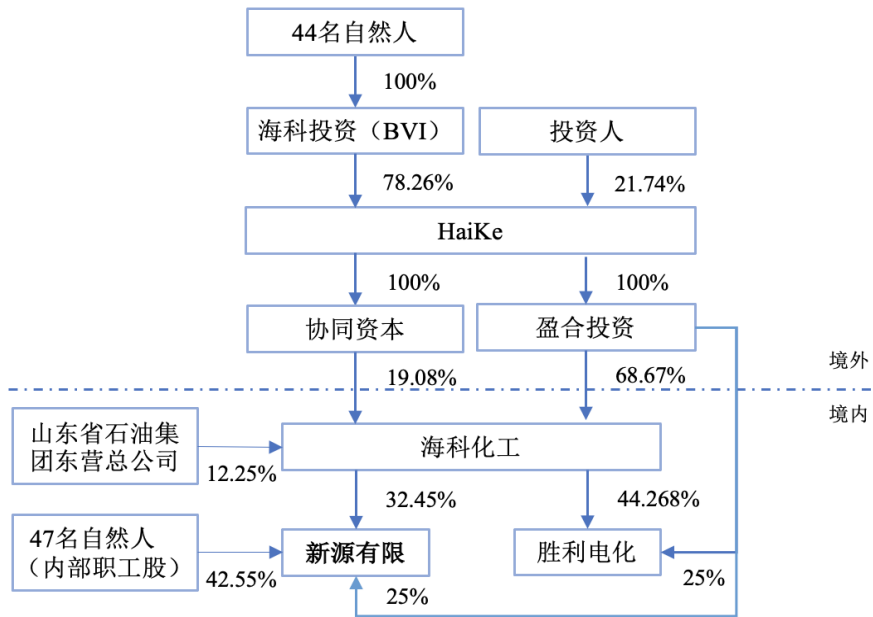 44名自然人
100%
海科投资（BVI）
投资人
78.26%
21.74%
HaiKe
100%
100%
协同资本
盈合投资
境外
19.08%
68.67%
境内
山东省石油集
团东营总公司
海科化工
12.25%
32.45%
44.268%
47名自然人
（内部职工股）
新源有限
胜利电化
42.55%
25%
25%